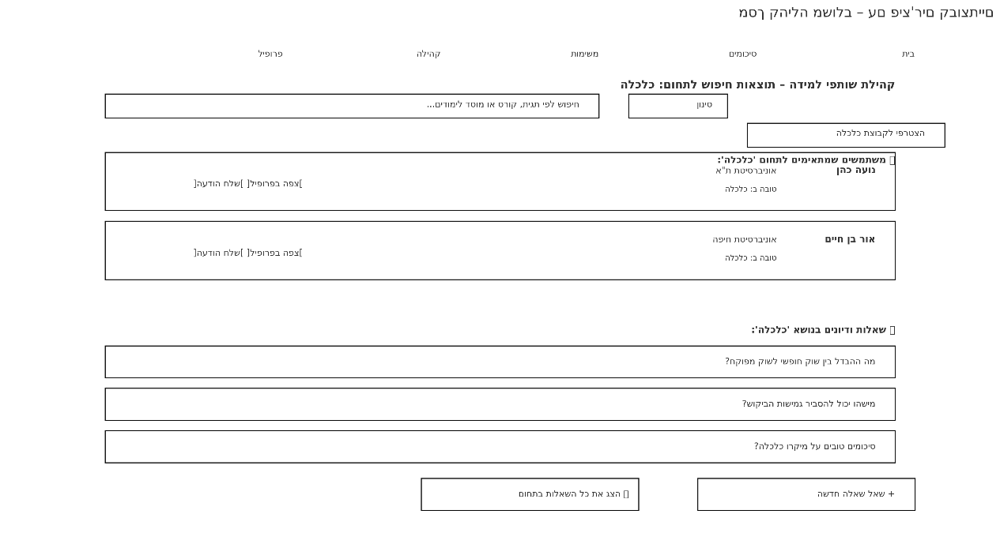 םייתצובק םיר'ציפ םע – בלושמ הליהק ךסמ
בית סיכומים משימות קהילה פרופיל
קהילת שותפי למידה – תוצאות חיפוש לתחום: כלכלה
סינון
חיפוש לפי תגית, קורס או מוסד לימודים...
הצטרפי לקבוצת כלכלה
משתמשים שמתאימים לתחום 'כלכלה':
נועה כהן
אוניברסיטת ת"א
טובה ב: כלכלה
[צפה בפרופיל] [שלח הודעה]
אור בן חיים
אוניברסיטת חיפה
טובה ב: כלכלה
[צפה בפרופיל] [שלח הודעה]
שאלות ודיונים בנושא 'כלכלה':
מה ההבדל בין שוק חופשי לשוק מפוקח?
מישהו יכול להסביר גמישות הביקוש?
סיכומים טובים על מיקרו כלכלה?
+ שאל שאלה חדשה
הצג את כל השאלות בתחום